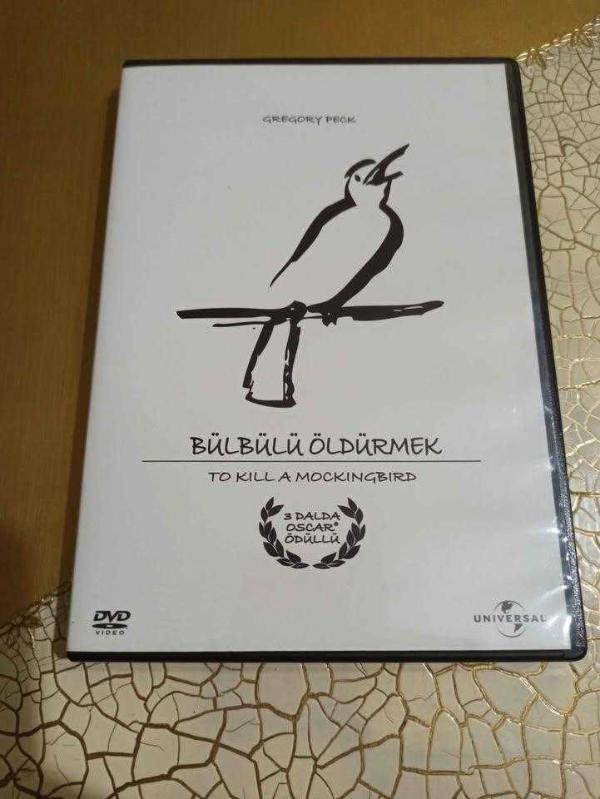 GREGORY PECK
BÜLBÜLÜ ÖLDÜRMEK
TO KILL A MOCKINGBIRD
3 DALDA
OSCAR®
ÖDÜLLÜ
DVD
VIDEO
UNIVERSAL